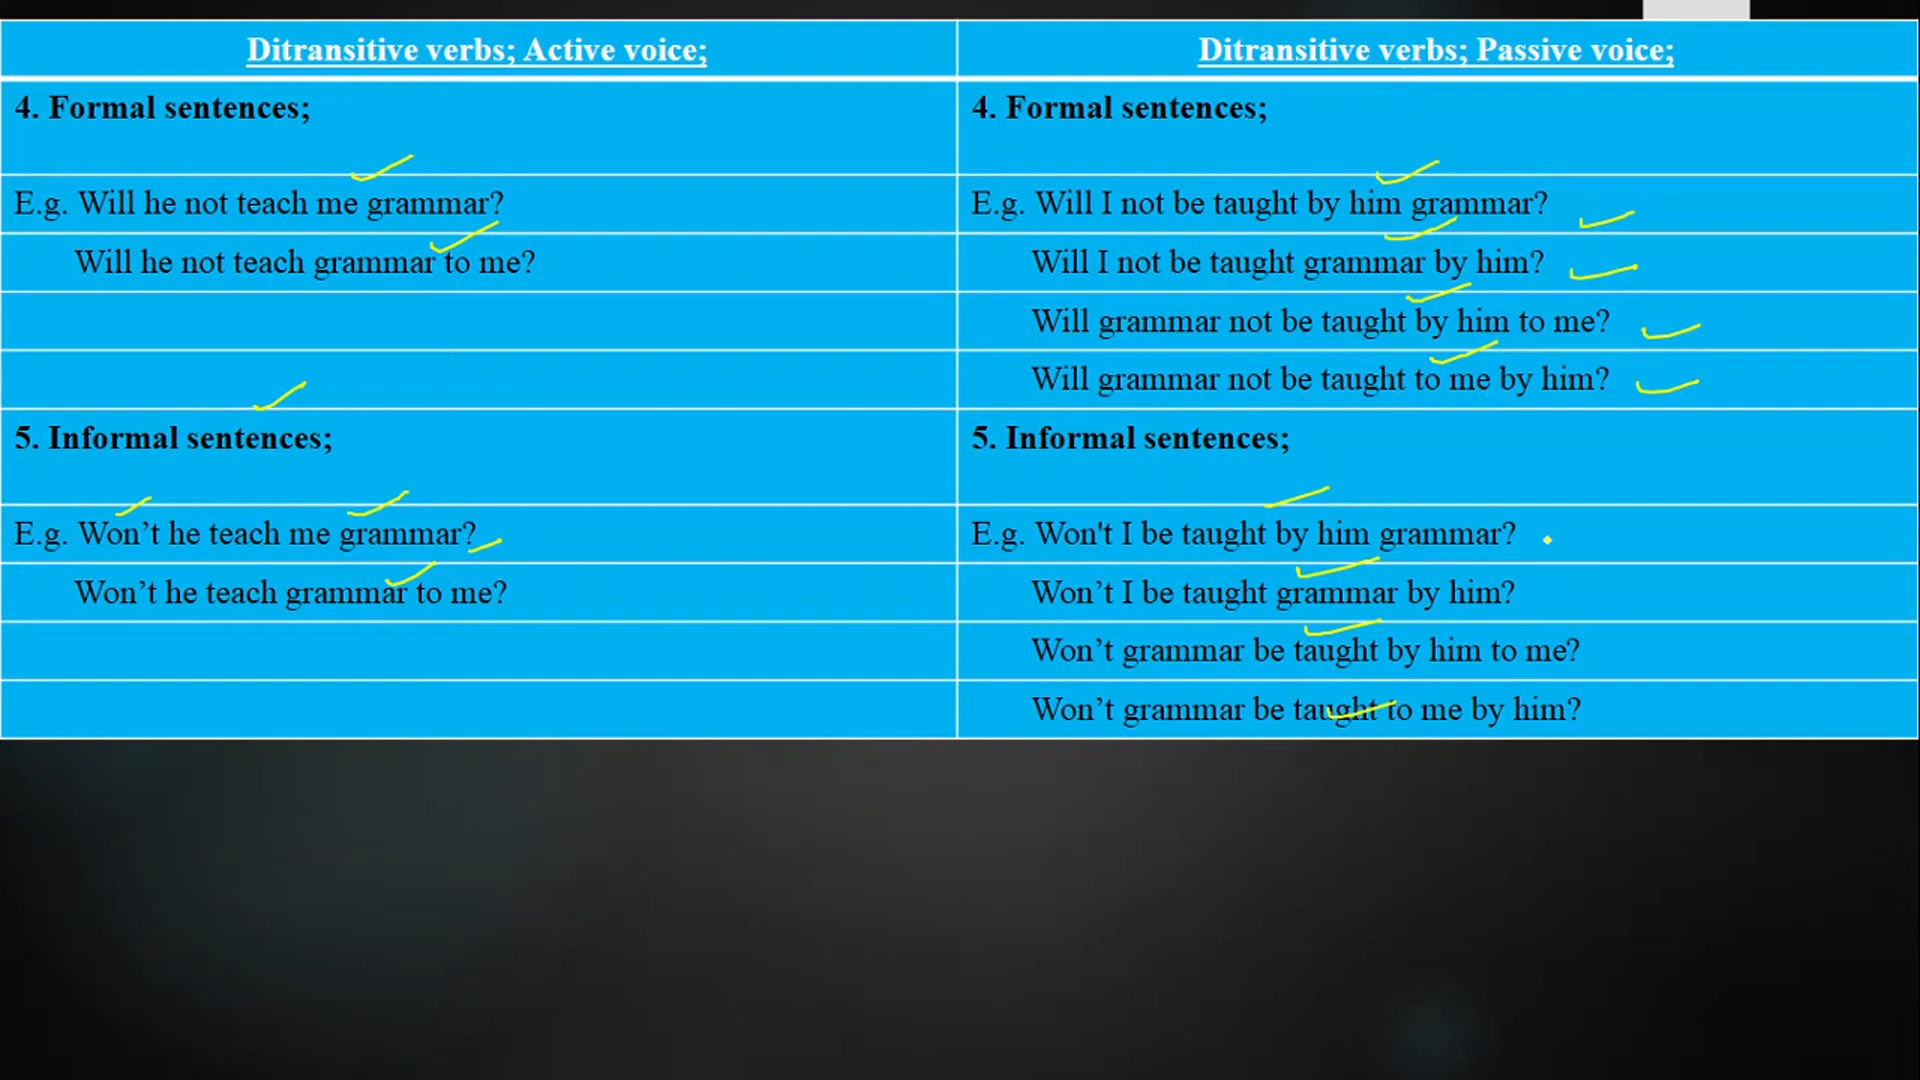 Ditransitive verbs; Active voice;
Ditransitive verbs; Passive voice;
4. Formal sentences;
4. Formal sentences;
E.g. Will he not teach me grammar?
E.g. Will I not be taught by him grammar?
Will he not teach grammar to me?
Will I not be taught grammar by him?
Will grammar not be taught by him to me?
Will grammar not be taught to me by him?
5. Informal sentences;
5. Informal sentences;
E.g. Won’t he teach me grammar?
E.g. Won't I be taught by him grammar?
Won’t he teach grammar to me?
Won’t I be taught grammar by him?
Won’t grammar be taught by him to me?
Won’t grammar be taught to me by him?